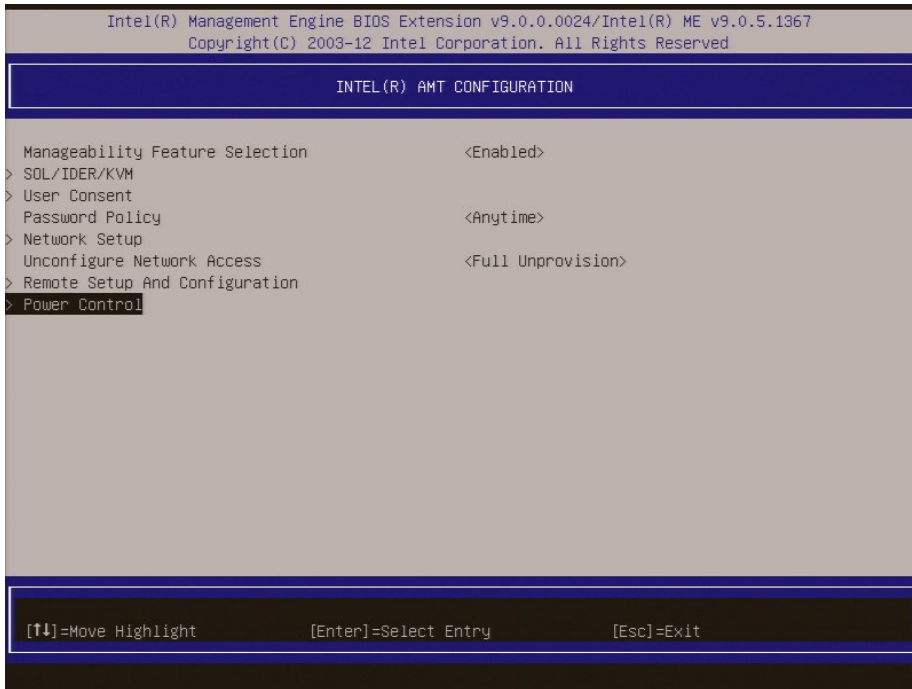 Intel(R) Management Engine BIOS Extension v9.0.0.0024/Intel(R) ME v9.0.5.1367
Copyright(C) 2003-12 Intel Corporation. All Rights Reserved
INTEL(R) AMT CONFIGURATION
Manageability Feature Selection <Enabled>
> SOL/IDER/KVM
> User Consent
Password Policy <Anytime>
> Network Setup
Unconfigure Network Access <Full Unprovision>
> Remote Setup And Configuration
> Power Control
[↑↓]=Move Highlight [Enter]=Select Entry [Esc]=Exit